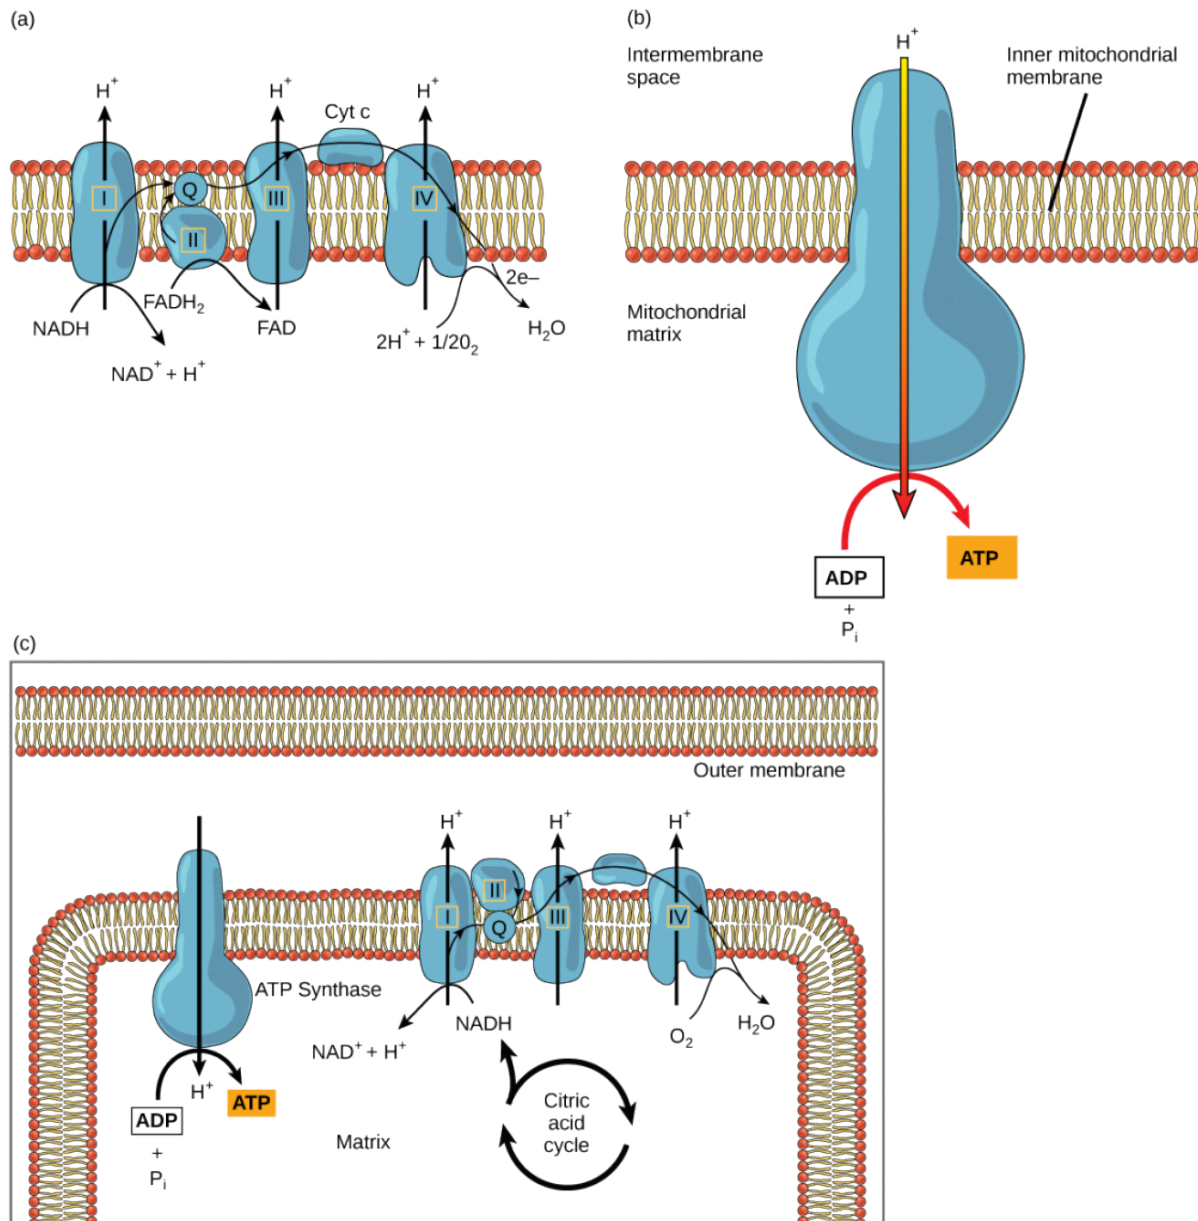 (a)
H+
H+
Cyt c
H+
I
Q
II
III
IV
NADH
FADH2
FAD
NAD+ + H+
2e–
2H+ + 1/2O2
H2O
(b)
Intermembrane
space
H+
Inner mitochondrial
membrane
Mitochondrial
matrix
ADP
+
Pi
ATP
(c)
Outer membrane
H+
H+
H+
I
II
Q
III
IV
ATP Synthase
H+
ADP
+
Pi
ATP
NAD+ + H+
NADH
O2
H2O
Citric
acid
cycle
Matrix